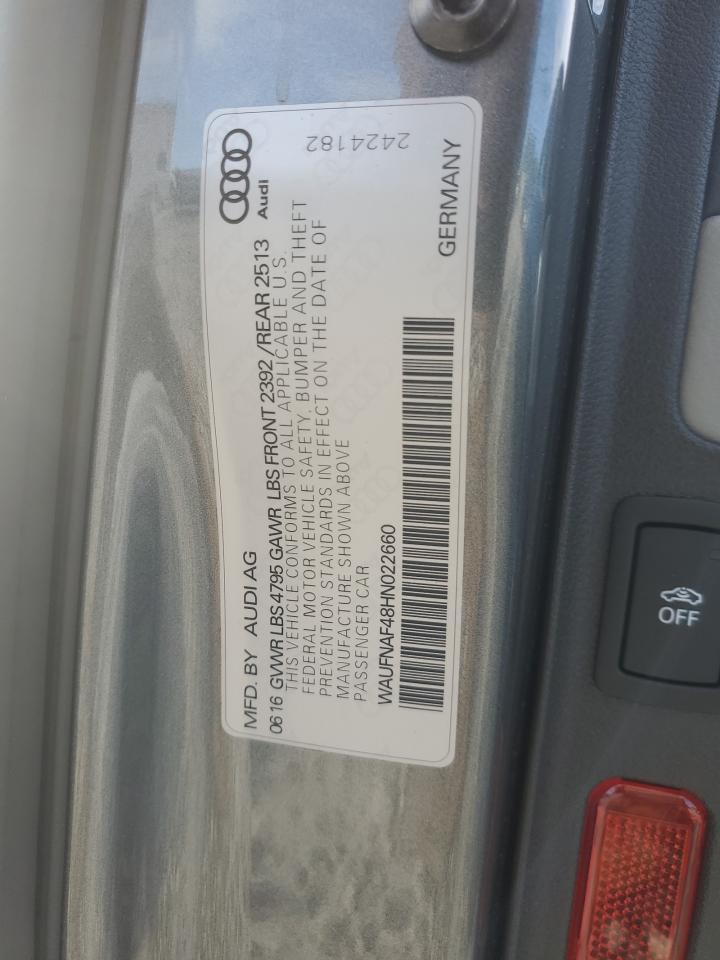 Audi
2424182
MFD. BY AUDI AG
0616 GVWR LBS 4795 GAWR LBS FRONT 2392 / REAR 2513
THIS VEHICLE CONFORMS TO ALL APPLICABLE U.S.
FEDERAL MOTOR VEHICLE SAFETY, BUMPER AND THEFT
PREVENTION STANDARDS IN EFFECT ON THE DATE OF
MANUFACTURE SHOWN ABOVE
PASSENGER CAR
WAUFNAF48HN022660
GERMANY
OFF